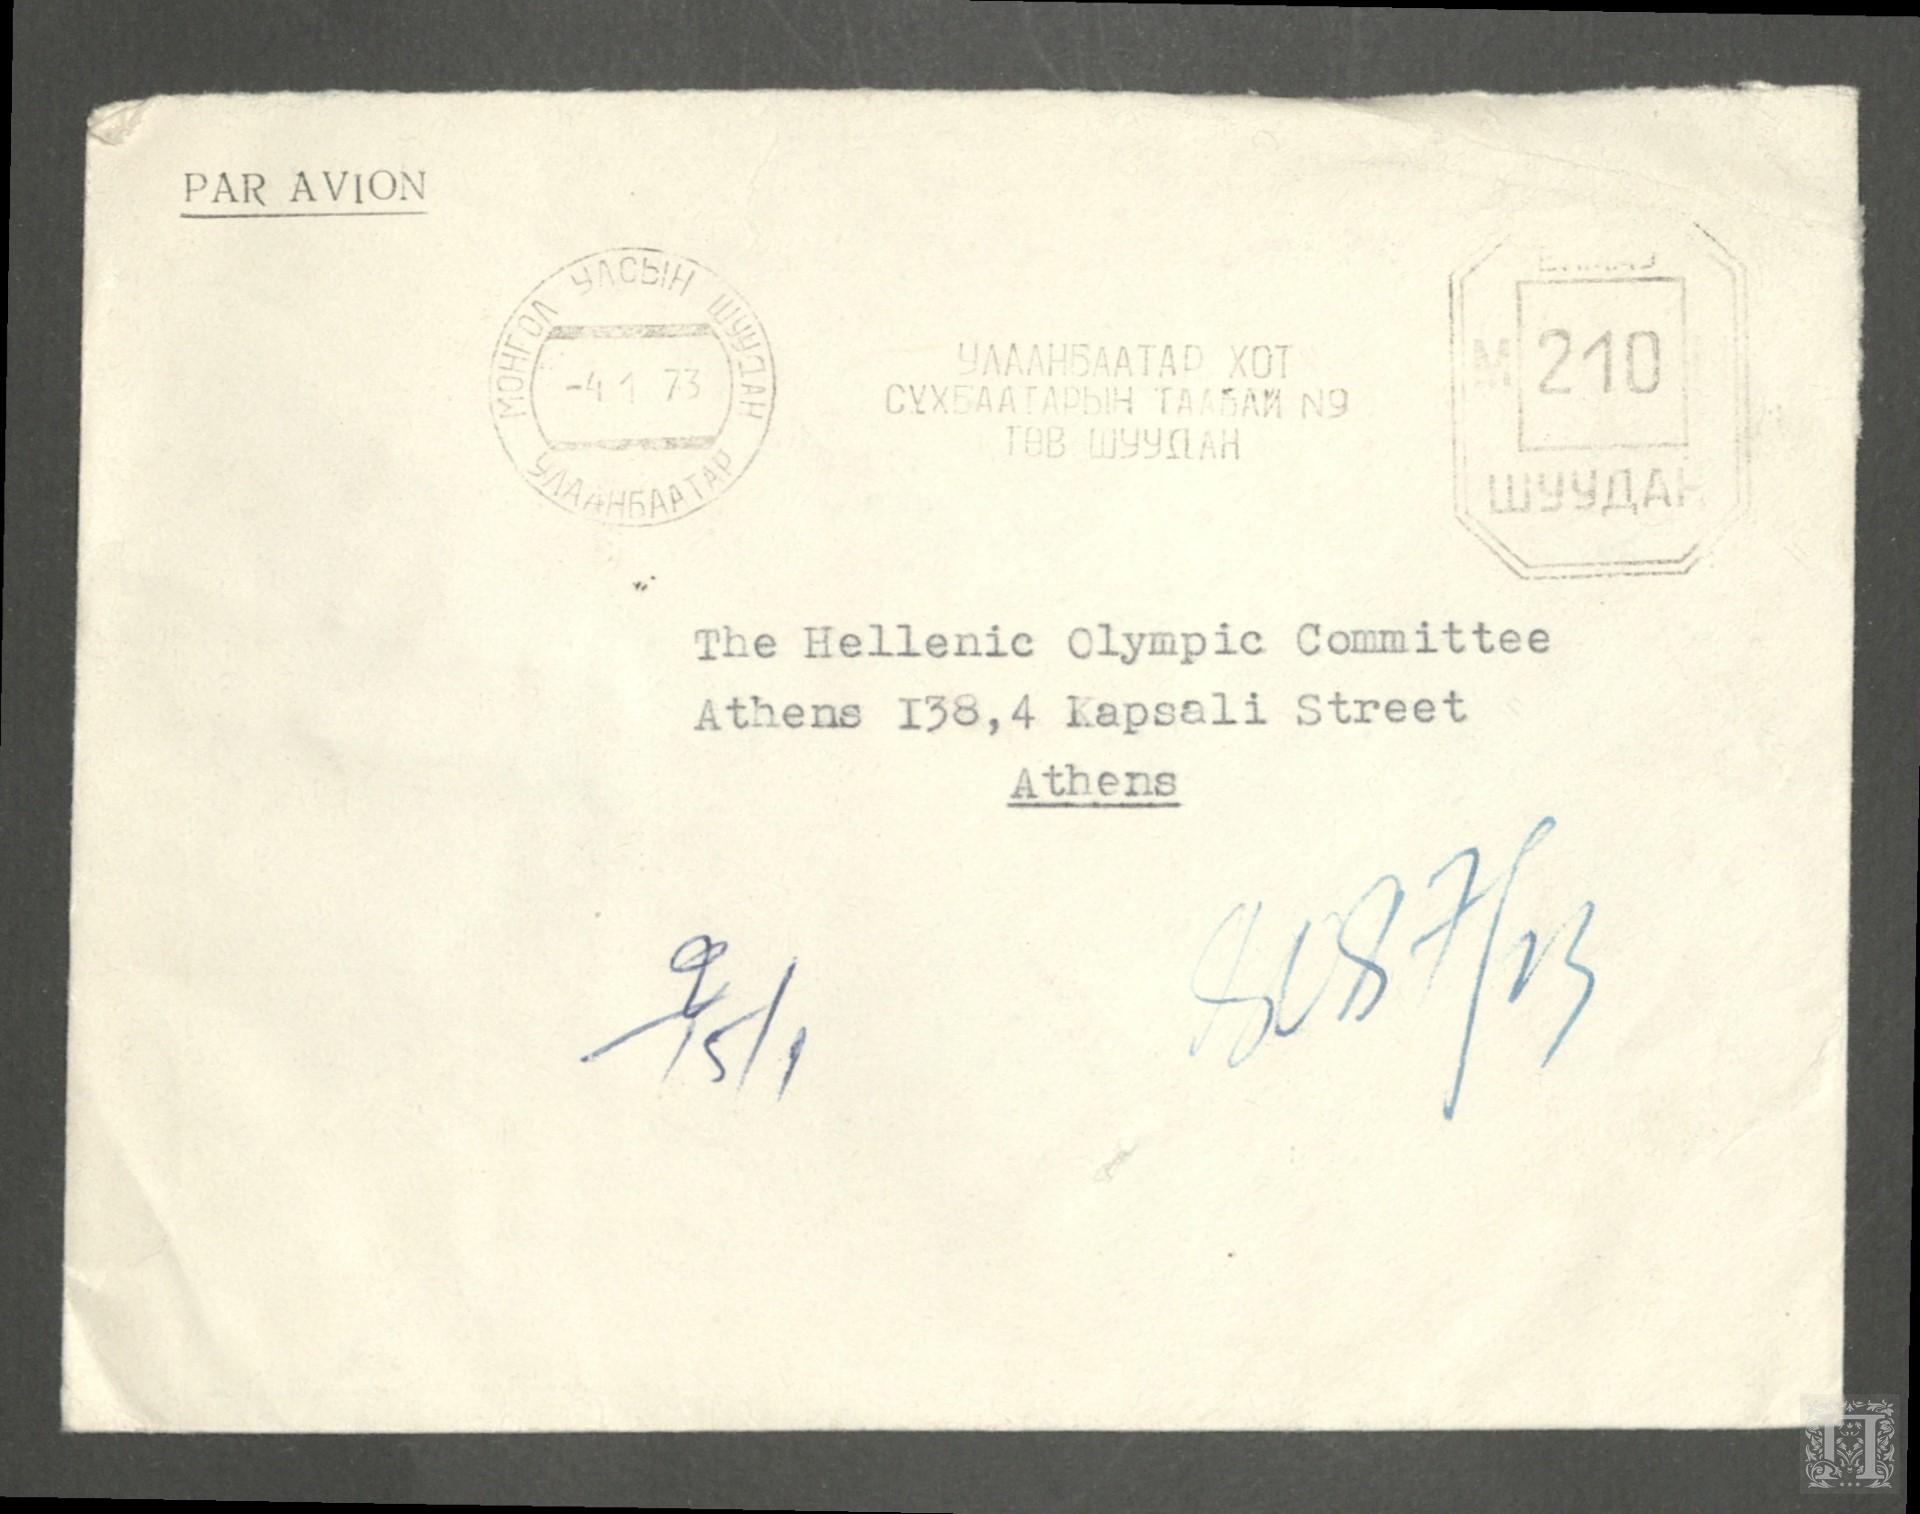 PAR AVION
МОНГОЛ УЛСЫН ШУУДАН
-4 1 73
УЛААНБААТАР
УЛААНБААТАР ХОТ
СҮХБААТАРЫН ТАЛБАЙ N9
ТӨВ ШУУДАН
М 210
ШУУДАН
The Hellenic Olympic Committee
Athens I38,4 Kapsali Street
Athens